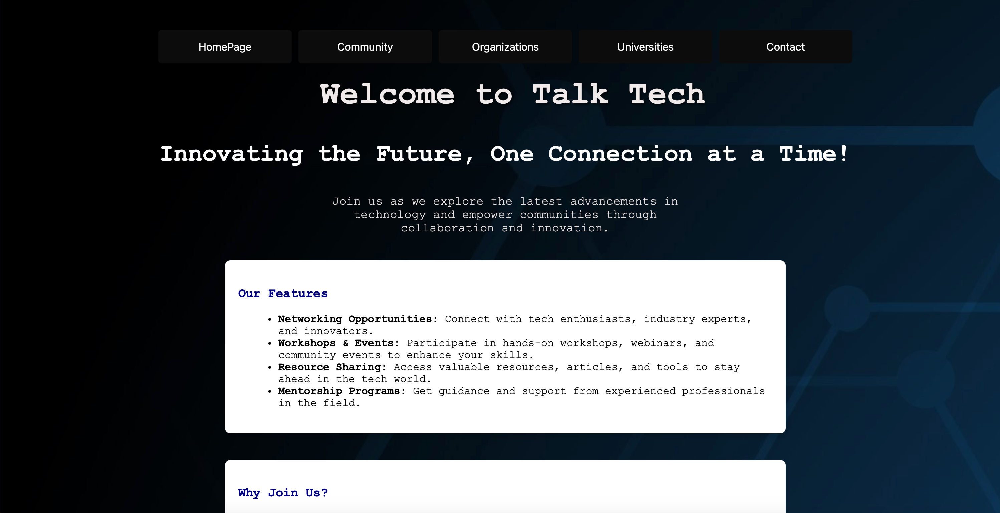 HomePage
Community
Organizations
Universities
Contact
Welcome to Talk Tech
Innovating the Future, One Connection at a Time!
Join us as we explore the latest advancements in
technology and empower communities through
collaboration and innovation.
Our Features
• Networking Opportunities: Connect with tech enthusiasts, industry experts,
and innovators.
• Workshops & Events: Participate in hands-on workshops, webinars, and
community events to enhance your skills.
• Resource Sharing: Access valuable resources, articles, and tools to stay
ahead in the tech world.
• Mentorship Programs: Get guidance and support from experienced professionals
in the field.
Why Join Us?